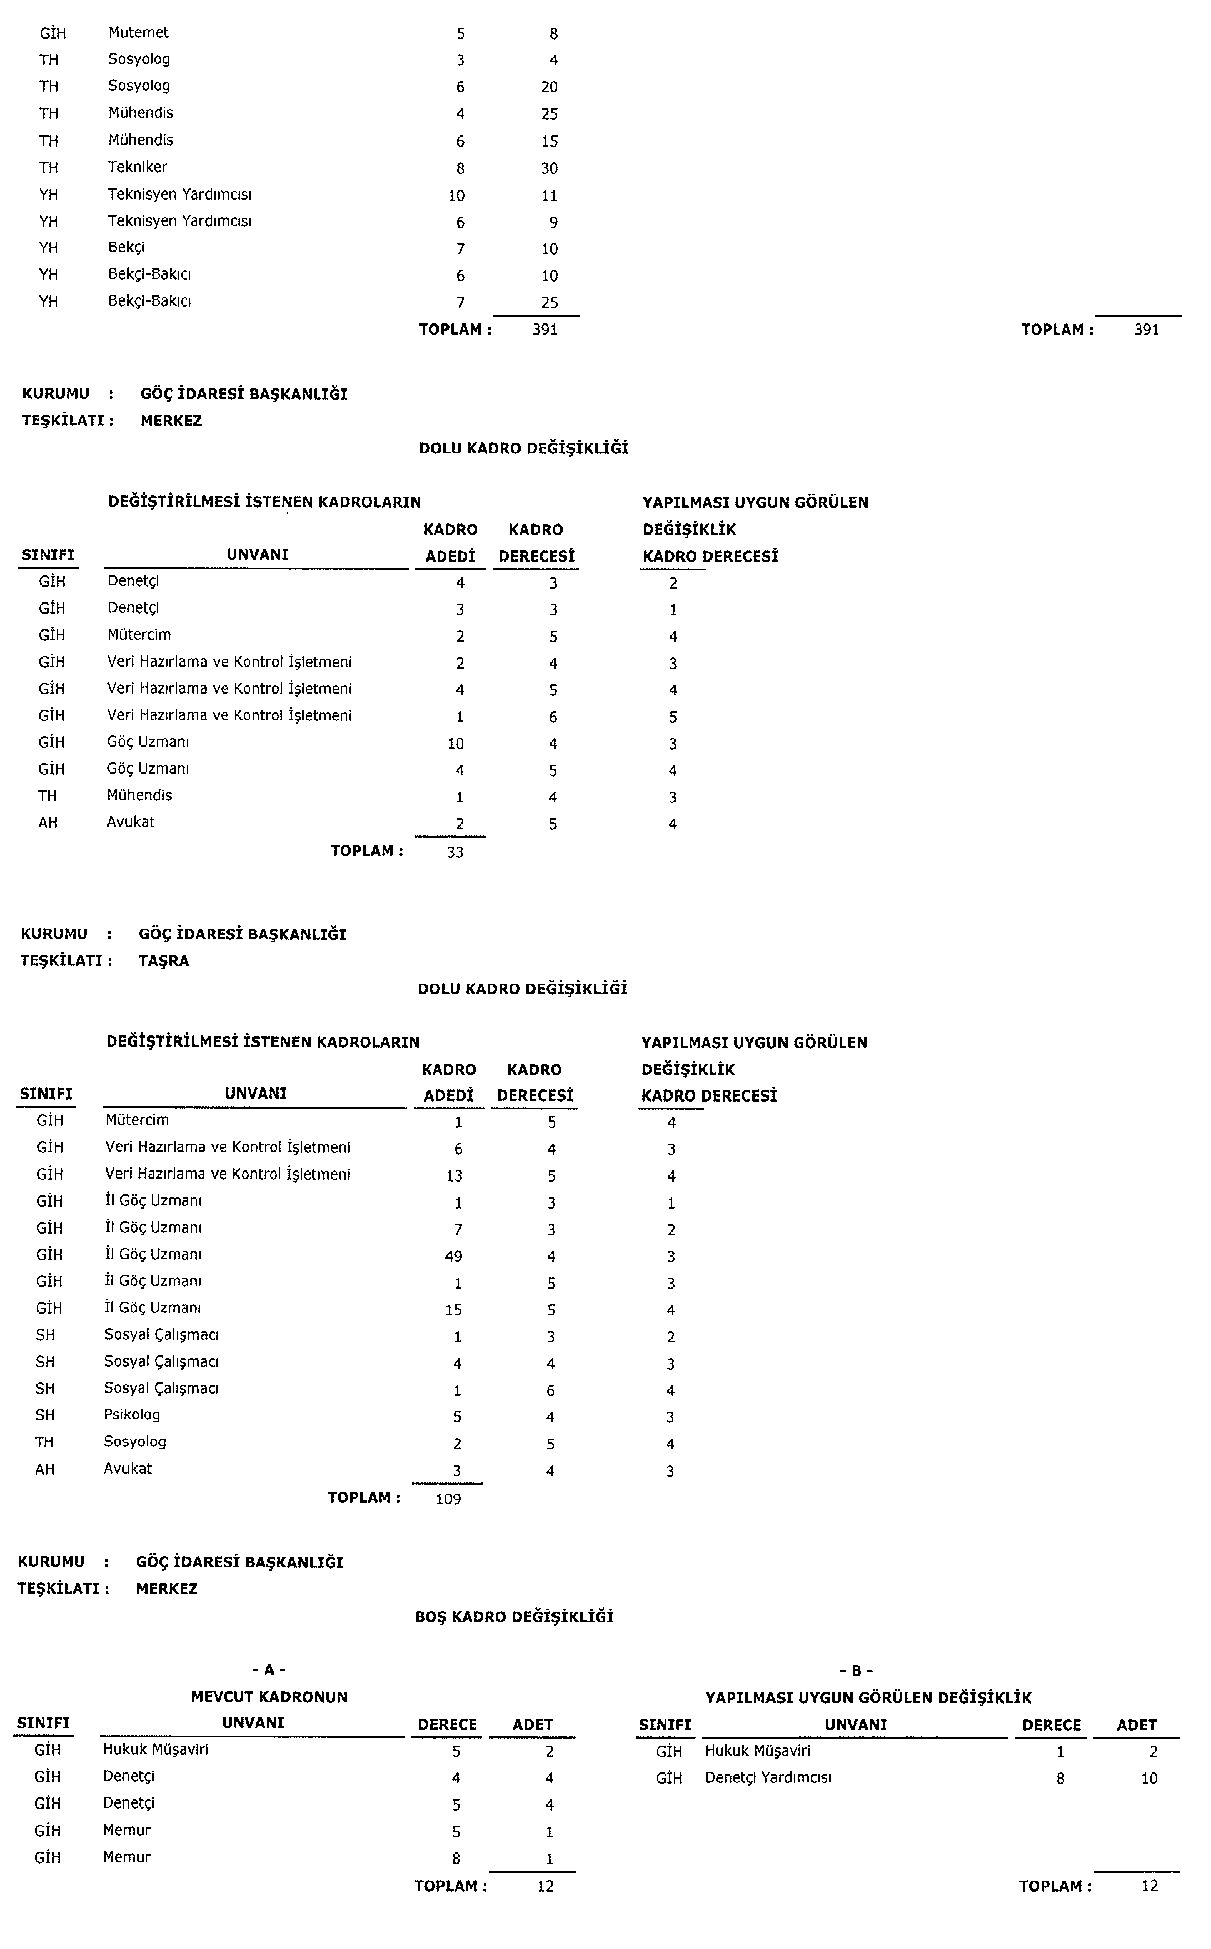 GİH Mutemet 5 8
TH Sosyolog 3 4
TH Sosyolog 6 20
TH Mühendis 4 25
TH Mühendis 6 15
TH Tekniker 8 30
YH Teknisyen Yardımcısı 10 11
YH Teknisyen Yardımcısı 6 9
YH Bekçi 7 10
YH Bekçi-Bakıcı 6 10
YH Bekçi-Bakıcı 7 25
TOPLAM : 391 TOPLAM : 391
KURUMU : GÖÇ İDARESİ BAŞKANLIĞI
TEŞKİLATI : MERKEZ
DOLU KADRO DEĞİŞİKLİĞİ
DEĞİŞTİRİLMESİ İSTENEN KADROLARIN YAPILMASI UYGUN GÖRÜLEN
KADRO KADRO DEĞİŞİKLİK
SINIFI UNVANI ADEDİ DERECESİ KADRO DERECESİ
GİH Denetçi 4 3 2
GİH Denetçi 3 3 1
GİH Mütercim 2 5 4
GİH Veri Hazırlama ve Kontrol İşletmeni 2 4 3
GİH Veri Hazırlama ve Kontrol İşletmeni 4 5 4
GİH Veri Hazırlama ve Kontrol İşletmeni 1 6 5
GİH Göç Uzmanı 10 4 3
GİH Göç Uzmanı 4 5 4
TH Mühendis 1 4 3
AH Avukat 2 5 4
TOPLAM : 33
KURUMU : GÖÇ İDARESİ BAŞKANLIĞI
TEŞKİLATI : TAŞRA
DOLU KADRO DEĞİŞİKLİĞİ
DEĞİŞTİRİLMESİ İSTENEN KADROLARIN YAPILMASI UYGUN GÖRÜLEN
KADRO KADRO DEĞİŞİKLİK
SINIFI UNVANI ADEDİ DERECESİ KADRO DERECESİ
GİH Mütercim 1 5 4
GİH Veri Hazırlama ve Kontrol İşletmeni 6 4 3
GİH Veri Hazırlama ve Kontrol İşletmeni 13 5 4
GİH İl Göç Uzmanı 1 3 1
GİH İl Göç Uzmanı 7 3 2
GİH İl Göç Uzmanı 49 4 3
GİH İl Göç Uzmanı 1 5 3
GİH İl Göç Uzmanı 15 5 4
SH Sosyal Çalışmacı 1 3 2
SH Sosyal Çalışmacı 4 4 3
SH Sosyal Çalışmacı 1 6 4
SH Psikolog 5 4 3
TH Sosyolog 2 5 4
AH Avukat 3 4 3
TOPLAM : 109
KURUMU : GÖÇ İDARESİ BAŞKANLIĞI
TEŞKİLATI : MERKEZ
BOŞ KADRO DEĞİŞİKLİĞİ
- A - - B -
MEVCUT KADRONUN YAPILMASI UYGUN GÖRÜLEN DEĞİŞİKLİK
SINIFI UNVANI DERECE ADET SINIFI UNVANI DERECE ADET
GİH Hukuk Müşaviri 5 2 GİH Hukuk Müşaviri 1 2
GİH Denetçi 4 4 GİH Denetçi Yardımcısı 8 10
GİH Denetçi 5 4
GİH Memur 5 1
GİH Memur 8 1
TOPLAM : 12 TOPLAM : 12